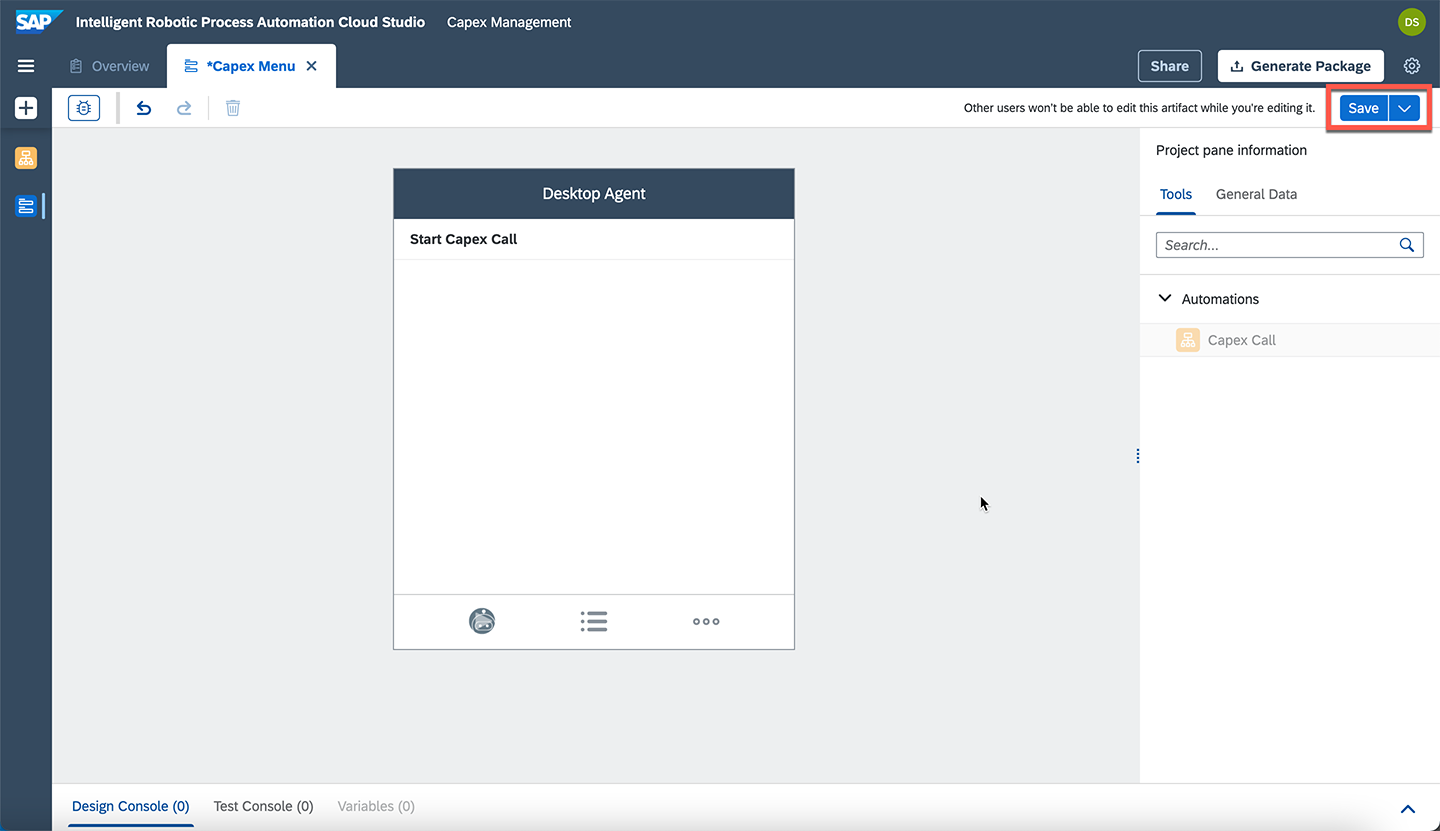 SAP Intelligent Robotic Process Automation Cloud Studio Capex Management DS
Overview *Capex Menu Share Generate Package
Other users won't be able to edit this artifact while you're editing it. Save
Project pane information
Desktop Agent
Tools General Data
Start Capex Call
Search...
Automations
Capex Call
Design Console (0) Test Console (0) Variables (0)